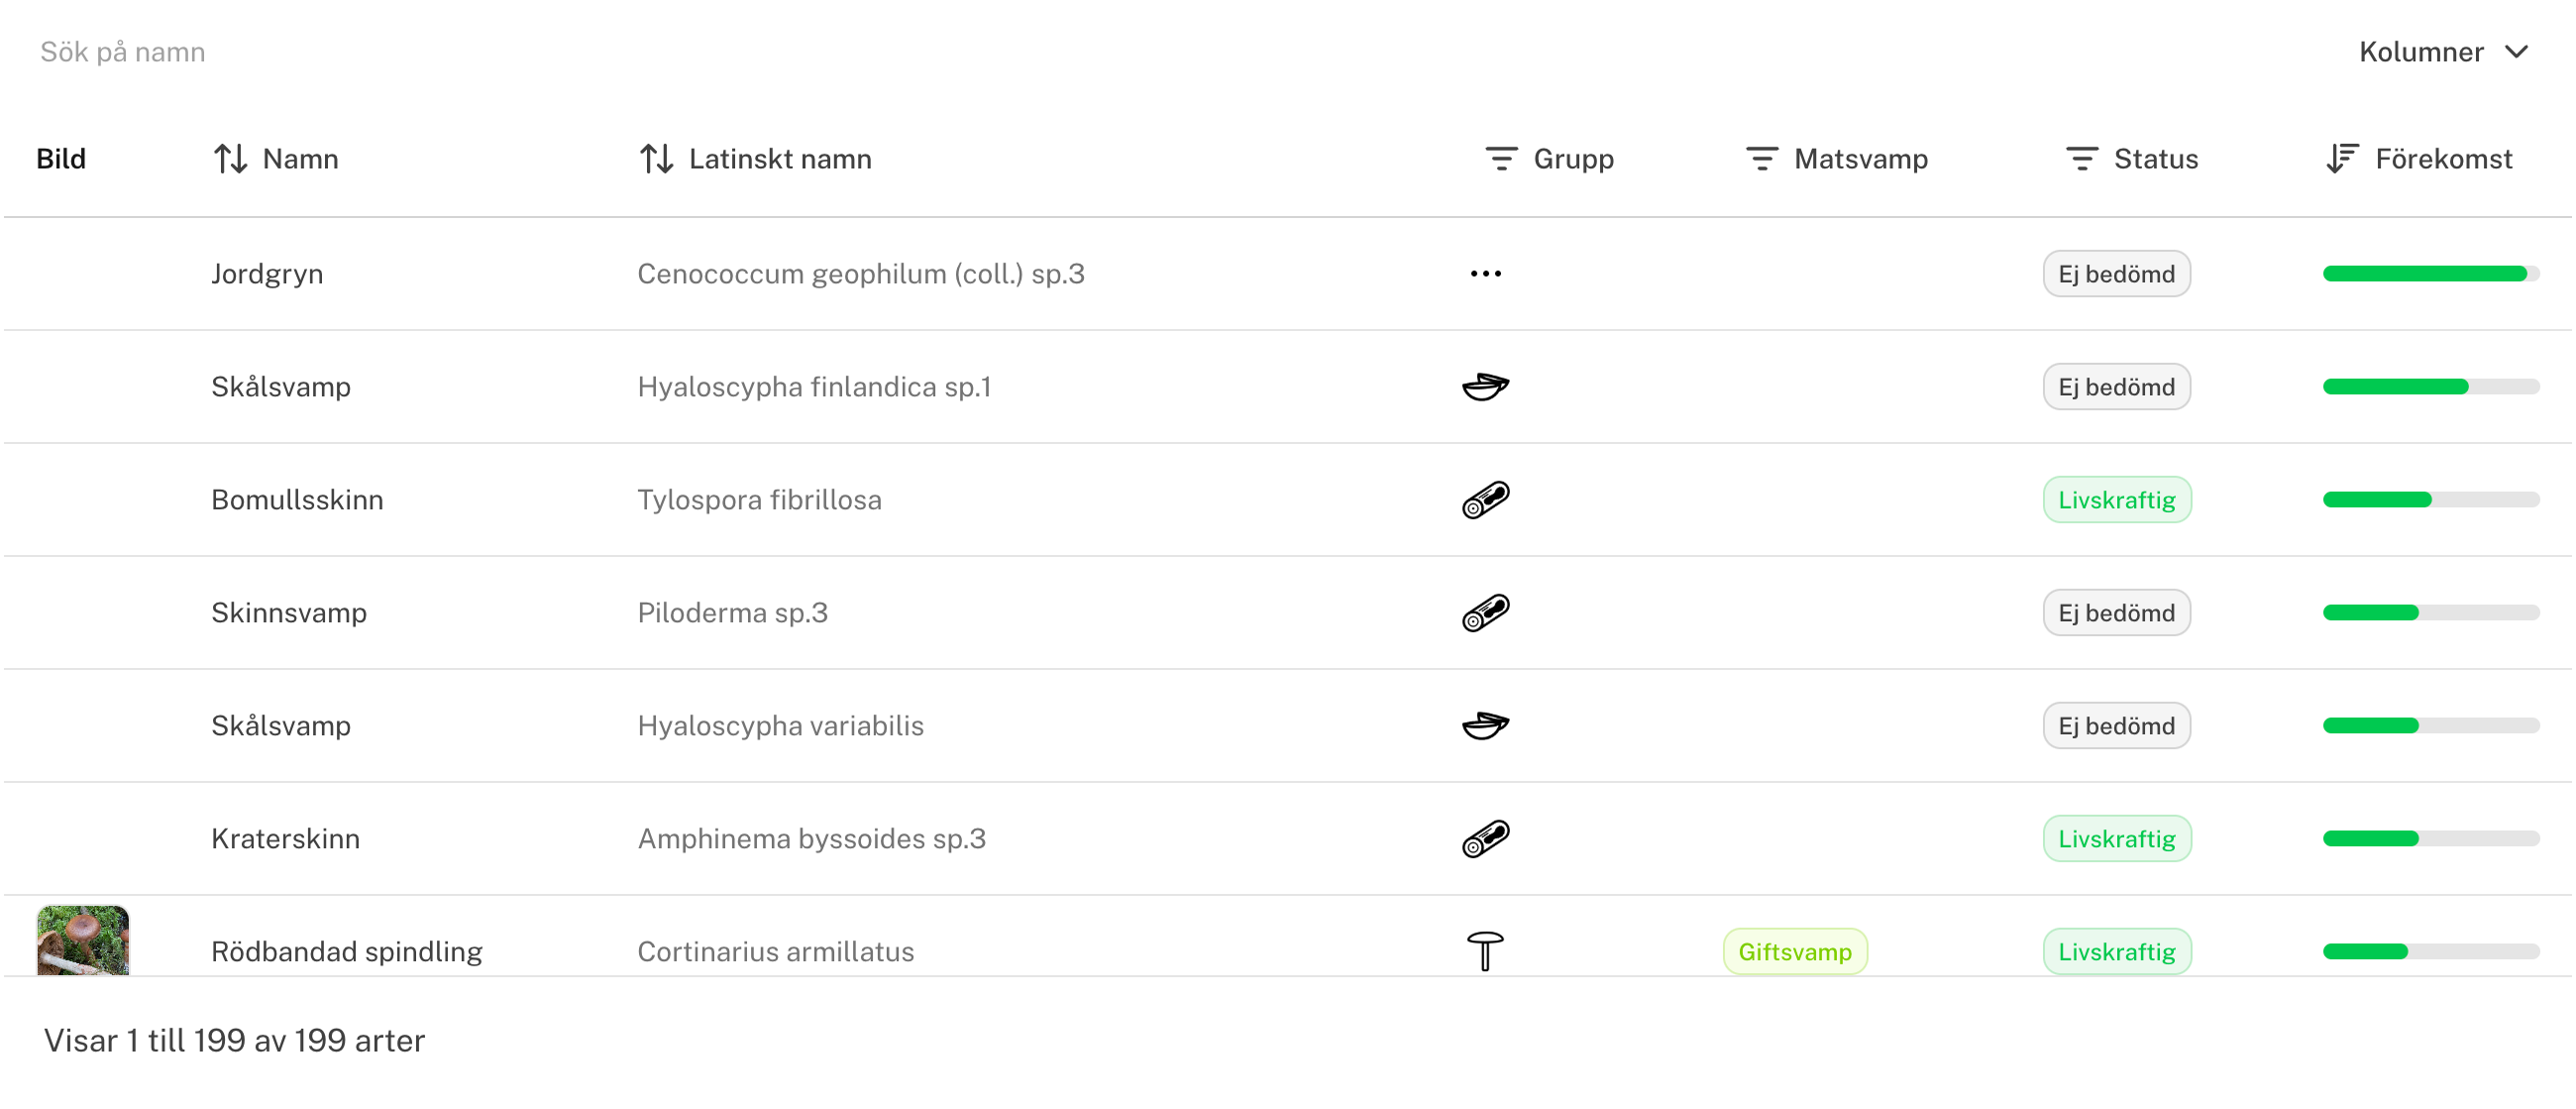 Sök på namn Kolumner
Bild Namn Latinskt namn Grupp Matsvamp Status Förekomst
Jordgryn Cenococcum geophilum (coll.) sp.3 Ej bedömd
Skålsvamp Hyaloscypha finlandica sp.1 Ej bedömd
Bomullsskinn Tylospora fibrillosa Livskraftig
Skinnsvamp Piloderma sp.3 Ej bedömd
Skålsvamp Hyaloscypha variabilis Ej bedömd
Kraterskinn Amphinema byssoides sp.3 Livskraftig
Rödbandad spindling Cortinarius armillatus Giftsvamp Livskraftig
Visar 1 till 199 av 199 arter